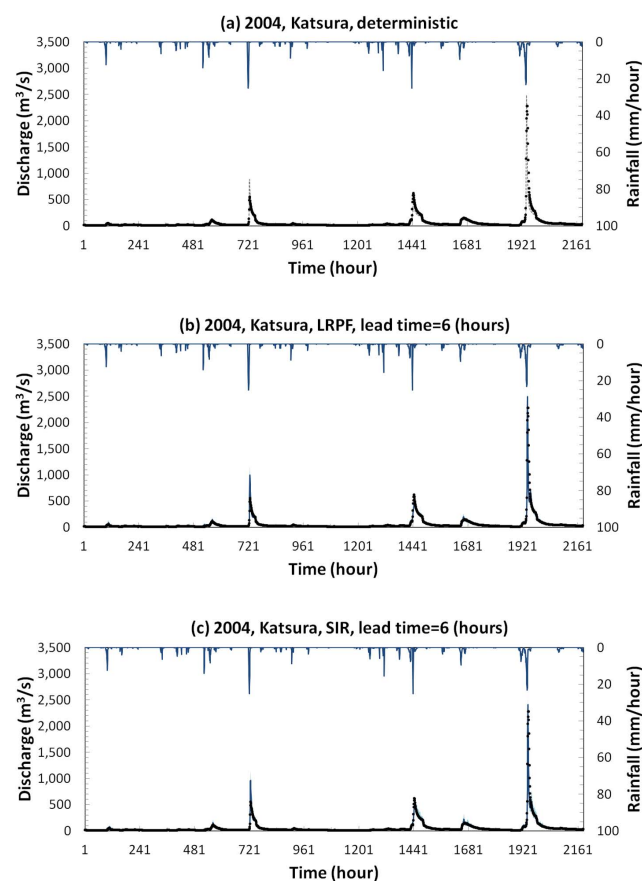 (a) 2004, Katsura, deterministic
3,500
3,000
2,500
2,000
1,500
1,000
500
0
Discharge (m³/s)
0
20
40
60
80
100
Rainfall (mm/hour)
1 241 481 721 961 1201 1441 1681 1921 2161
Time (hour)
(b) 2004, Katsura, LRPF, lead time=6 (hours)
3,500
3,000
2,500
2,000
1,500
1,000
500
0
Discharge (m³/s)
0
20
40
60
80
100
Rainfall (mm/hour)
1 241 481 721 961 1201 1441 1681 1921 2161
Time (hour)
(c) 2004, Katsura, SIR, lead time=6 (hours)
3,500
3,000
2,500
2,000
1,500
1,000
500
0
Discharge (m³/s)
0
20
40
60
80
100
Rainfall (mm/hour)
1 241 481 721 961 1201 1441 1681 1921 2161
Time (hour)